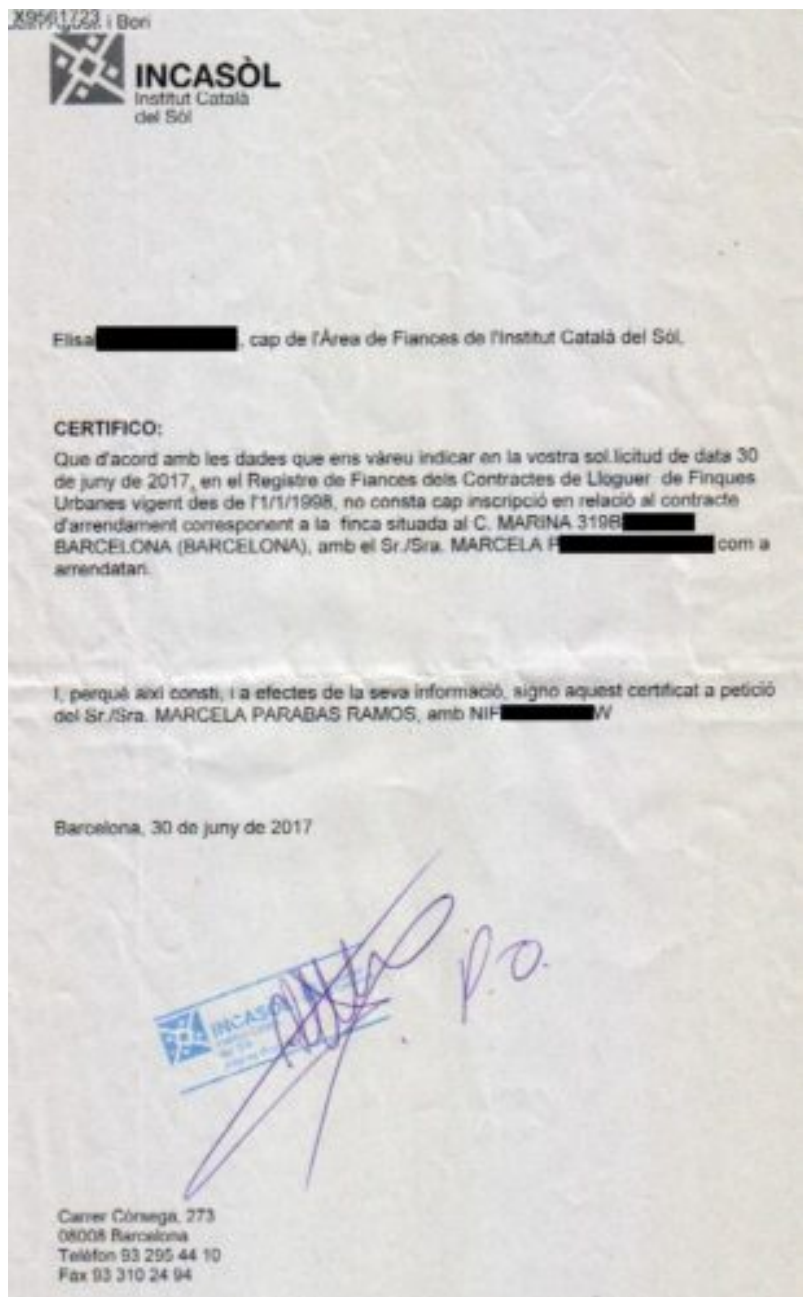 X9561723 i Bori
INCASÒL
Institut Català
del Sòl
Elisa , cap de l'Àrea de Fiances de l'Institut Català del Sòl,
CERTIFICO:
Que d'acord amb les dades que ens vàreu indicar en la vostra sol.licitud de data 30
de juny de 2017, en el Registre de Fiances dels Contractes de Lloguer de Finques
Urbanes vigent des de l'1/1/1998, no consta cap inscripció en relació al contracte
d'arrendament corresponent a la finca situada al C. MARINA 319B
BARCELONA (BARCELONA), amb el Sr./Sra. MARCELA P com a
arrendatari.
I, perquè així consti, i a efectes de la seva informació, signo aquest certificat a petició
del Sr./Sra. MARCELA PARABAS RAMOS, amb NIF W
Barcelona, 30 de juny de 2017
P.O.
INCASÒL
Carrer Còrsega, 273
08008 Barcelona
Telèfon 93 295 44 10
Fax 93 310 24 94